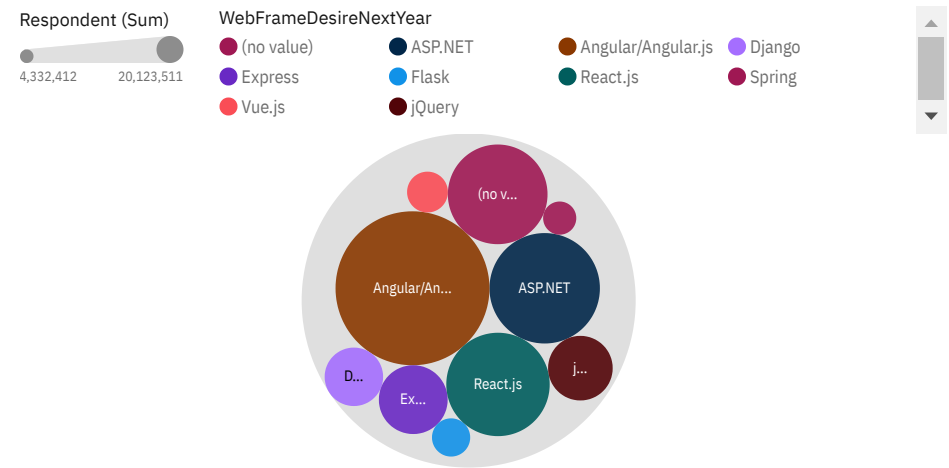 Respondent (Sum)
4,332,412 20,123,511
WebFrameDesireNextYear
(no value) ASP.NET Angular/Angular.js Django
Express Flask React.js Spring
Vue.js jQuery
(no v...
Angular/An...
ASP.NET
D...
Ex...
React.js
j...